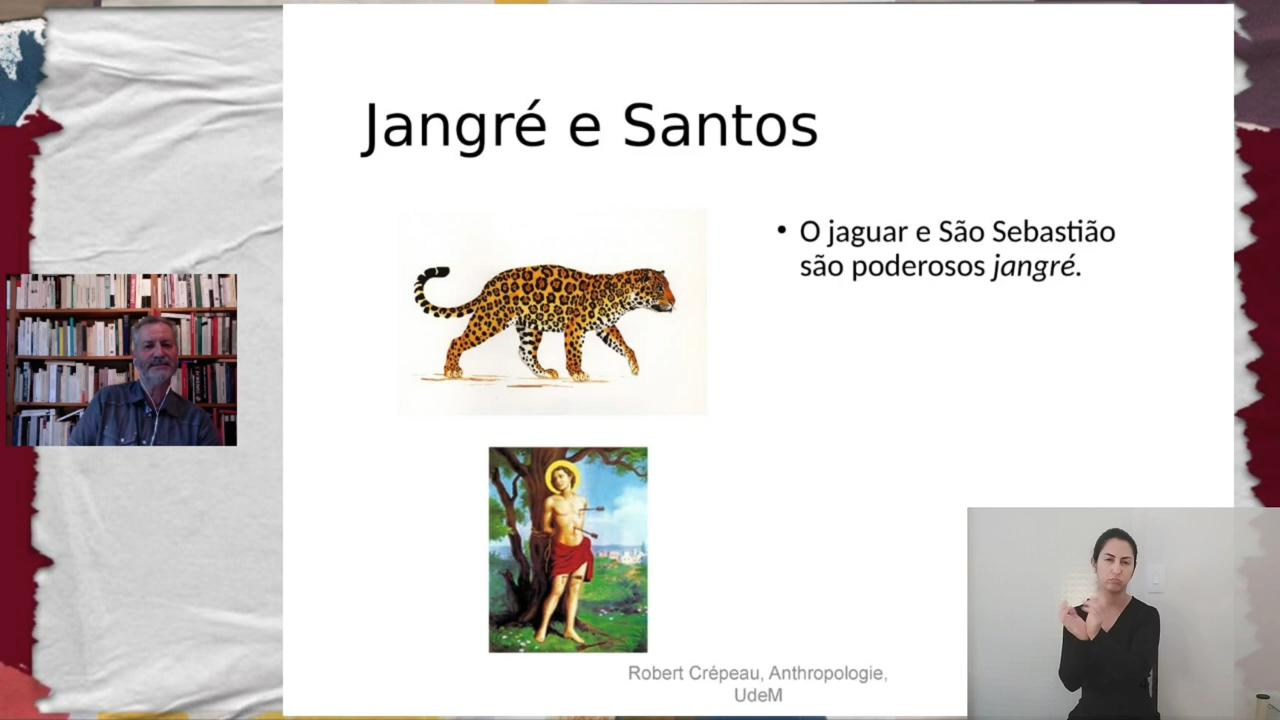 Jangré e Santos
• O jaguar e São Sebastião
são poderosos jangré.
Robert Crépeau, Anthropologie,
UdeM